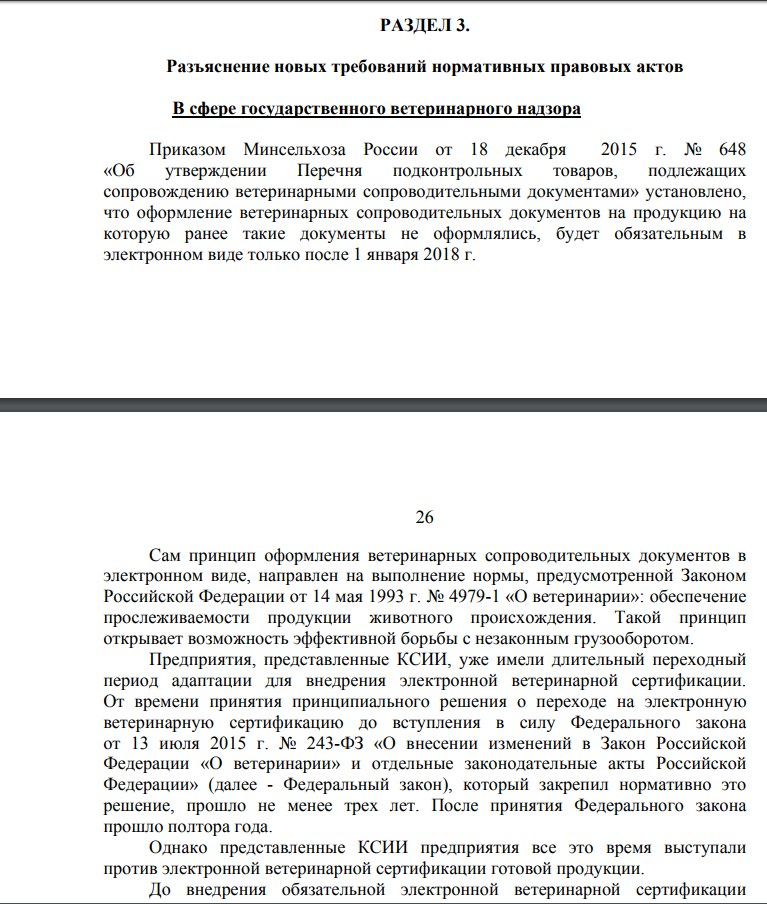 РАЗДЕЛ 3.
Разъяснение новых требований нормативных правовых актов
В сфере государственного ветеринарного надзора
Приказом Минсельхоза России от 18 декабря 2015 г. № 648
«Об утверждении Перечня подконтрольных товаров, подлежащих
сопровождению ветеринарными сопроводительными документами» установлено,
что оформление ветеринарных сопроводительных документов на продукцию на
которую ранее такие документы не оформлялись, будет обязательным в
электронном виде только после 1 января 2018 г.
26
Сам принцип оформления ветеринарных сопроводительных документов в
электронном виде, направлен на выполнение нормы, предусмотренной Законом
Российской Федерации от 14 мая 1993 г. № 4979-1 «О ветеринарии»: обеспечение
прослеживаемости продукции животного происхождения. Такой принцип
открывает возможность эффективной борьбы с незаконным грузооборотом.
Предприятия, представленные КСИИ, уже имели длительный переходный
период адаптации для внедрения электронной ветеринарной сертификации.
От времени принятия принципиального решения о переходе на электронную
ветеринарную сертификацию до вступления в силу Федерального закона
от 13 июля 2015 г. № 243-ФЗ «О внесении изменений в Закон Российской
Федерации «О ветеринарии» и отдельные законодательные акты Российской
Федерации» (далее - Федеральный закон), который закрепил нормативно это
решение, прошло не менее трех лет. После принятия Федерального закона
прошло полтора года.
Однако представленные КСИИ предприятия все это время выступали
против электронной ветеринарной сертификации готовой продукции.
До внедрения обязательной электронной ветеринарной сертификации